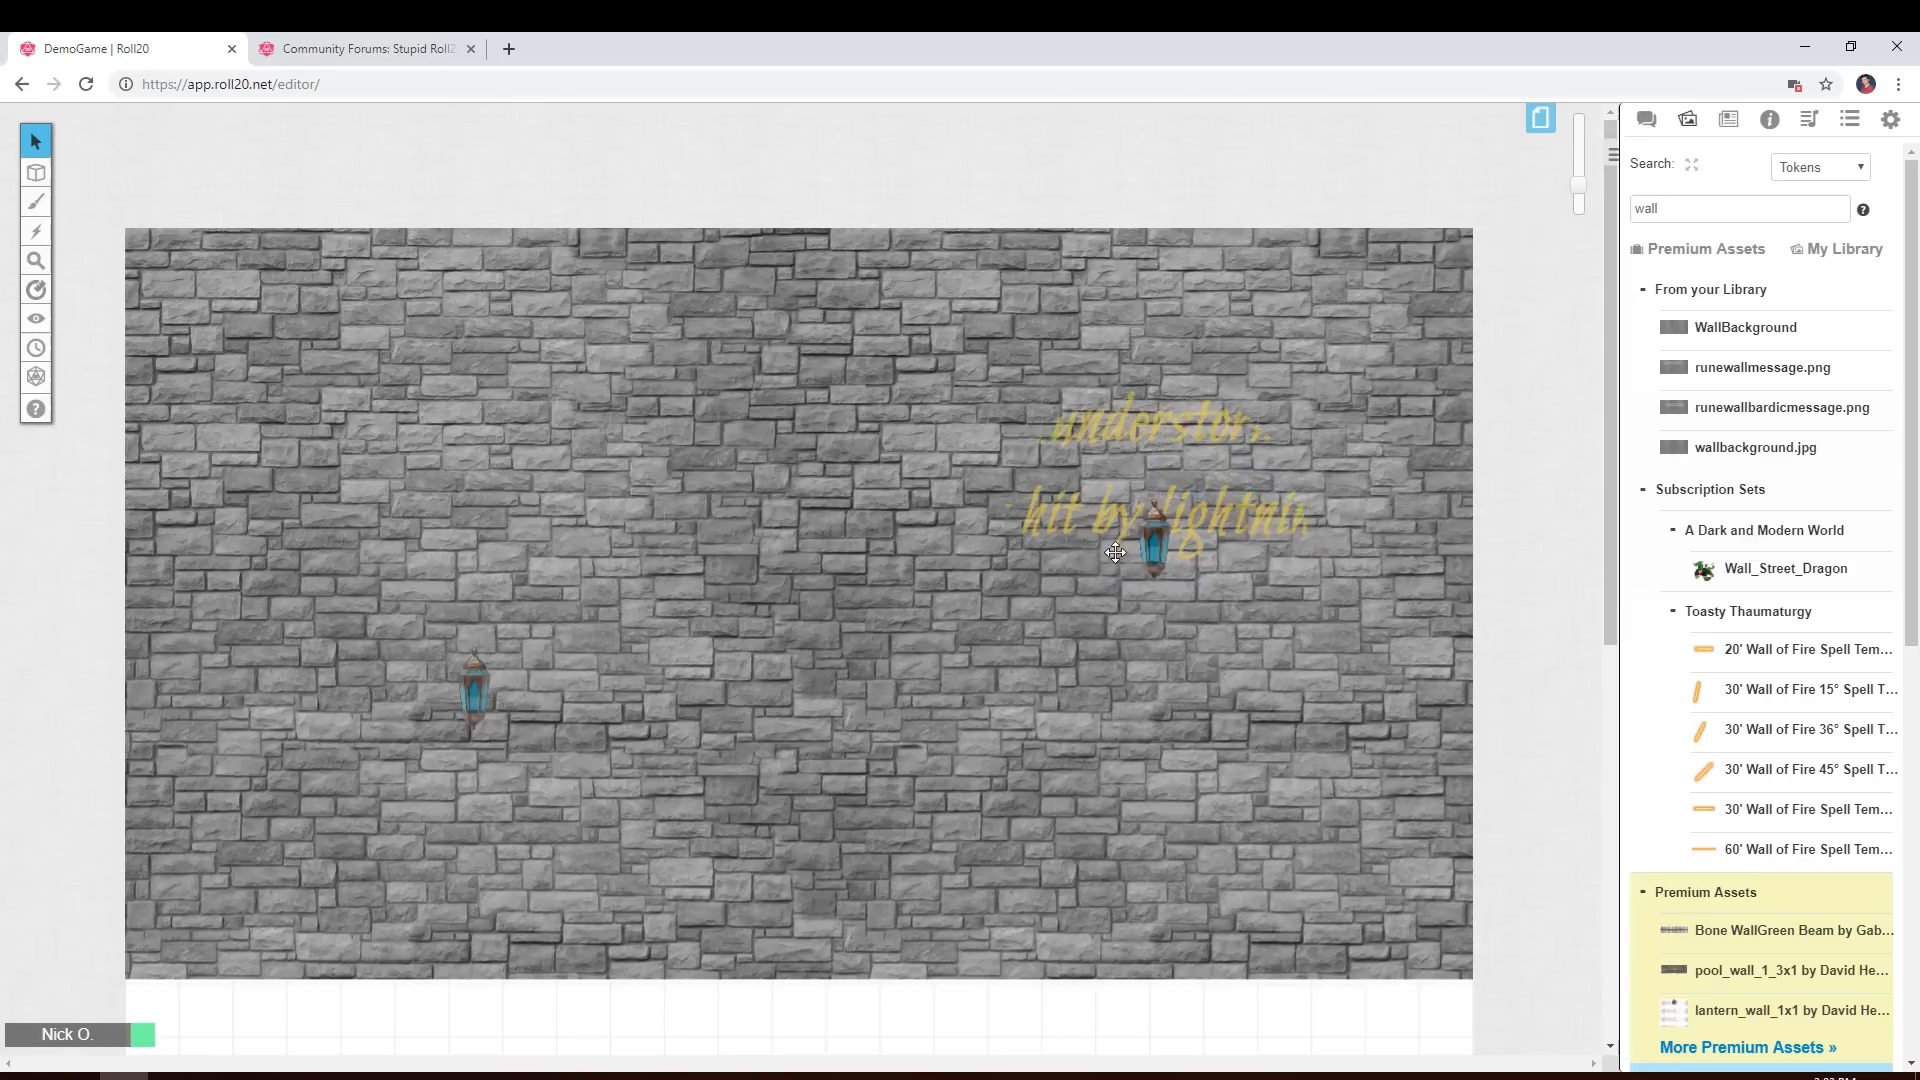 DemoGame | Roll20
Community Forums: Stupid Roll2
https://app.roll20.net/editor/
Search:
Tokens
wall
Premium Assets
My Library
- From your Library
WallBackground
runewallmessage.png
runewallbardicmessage.png
wallbackground.jpg
- Subscription Sets
- A Dark and Modern World
Wall_Street_Dragon
- Toasty Thaumaturgy
20' Wall of Fire Spell Tem...
30' Wall of Fire 15° Spell T...
30' Wall of Fire 36° Spell T...
30' Wall of Fire 45° Spell T...
30' Wall of Fire Spell Tem...
60' Wall of Fire Spell Tem...
- Premium Assets
Bone WallGreen Beam by Gab...
pool_wall_1_3x1 by David He...
lantern_wall_1x1 by David He...
More Premium Assets »
understor
hit by lightnin
Nick O.